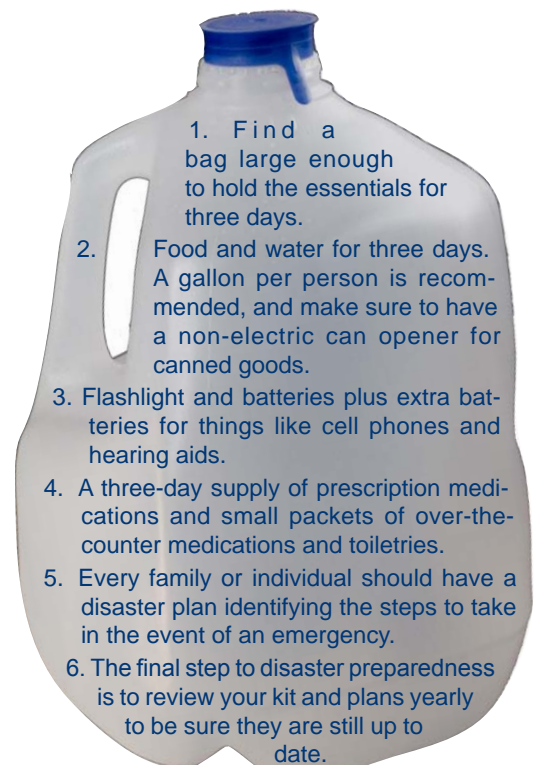 1. Find a
bag large enough
to hold the essentials for
three days.
2. Food and water for three days.
A gallon per person is recom-
mended, and make sure to have
a non-electric can opener for
canned goods.
3. Flashlight and batteries plus extra bat-
teries for things like cell phones and
hearing aids.
4. A three-day supply of prescription medi-
cations and small packets of over-the-
counter medications and toiletries.
5. Every family or individual should have a
disaster plan identifying the steps to take
in the event of an emergency.
6. The final step to disaster preparedness
is to review your kit and plans yearly
to be sure they are still up to
date.